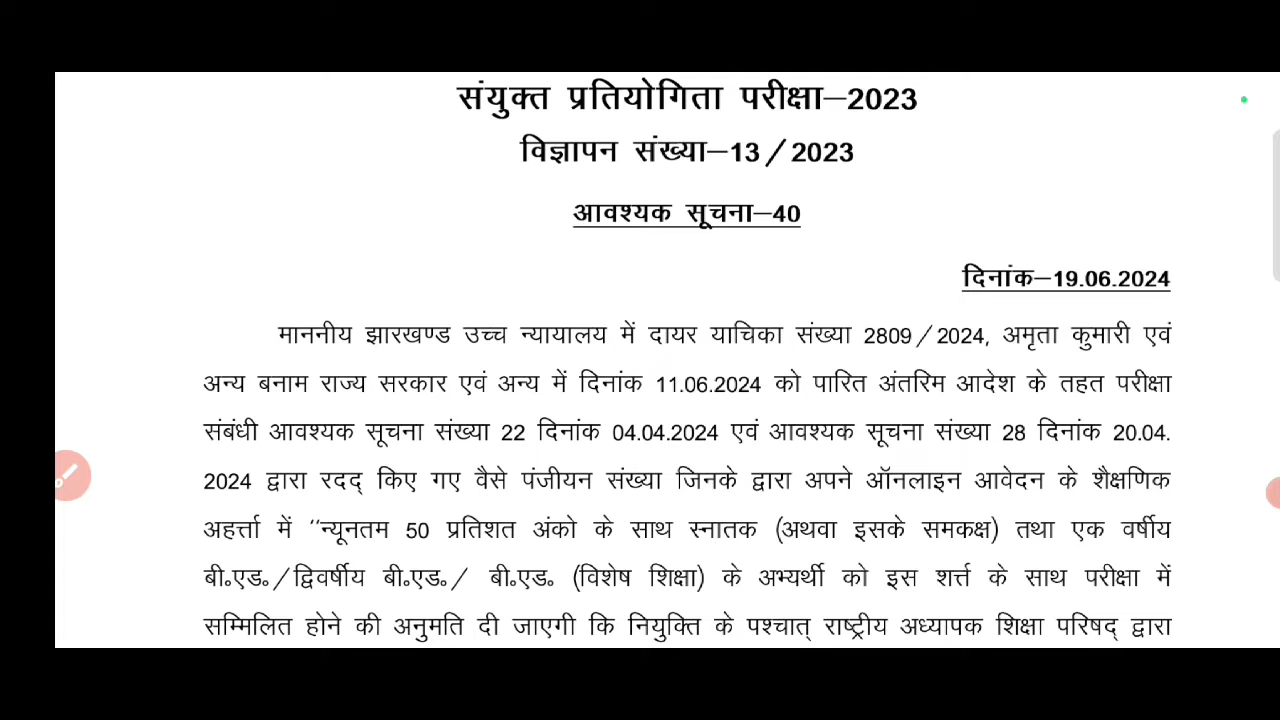 संयुक्त प्रतियोगिता परीक्षा–2023
विज्ञापन संख्या–13/2023
आवश्यक सूचना–40
दिनांक–19.06.2024
माननीय झारखण्ड उच्च न्यायालय में दायर याचिका संख्या 2809/2024, अमृता कुमारी एवं
अन्य बनाम राज्य सरकार एवं अन्य में दिनांक 11.06.2024 को पारित अंतरिम आदेश के तहत परीक्षा
संबंधी आवश्यक सूचना संख्या 22 दिनांक 04.04.2024 एवं आवश्यक सूचना संख्या 28 दिनांक 20.04.
2024 द्वारा रदद् किए गए वैसे पंजीयन संख्या जिनके द्वारा अपने ऑनलाइन आवेदन के शैक्षणिक
अहर्त्ता में "न्यूनतम 50 प्रतिशत अंको के साथ स्नातक (अथवा इसके समकक्ष) तथा एक वर्षीय
बी॰एड॰/द्विवर्षीय बी॰एड॰/ बी॰एड॰ (विशेष शिक्षा) के अभ्यर्थी को इस शर्त्त के साथ परीक्षा में
सम्मिलित होने की अनुमति दी जाएगी कि नियुक्ति के पश्चात् राष्ट्रीय अध्यापक शिक्षा परिषद् द्वारा